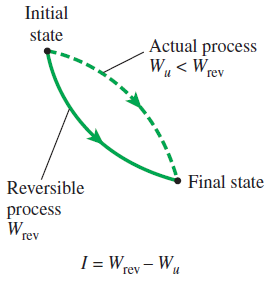 Initial
state
Actual process
Wu < Wrev
Reversible
process
Wrev
Final state
I = Wrev – Wu